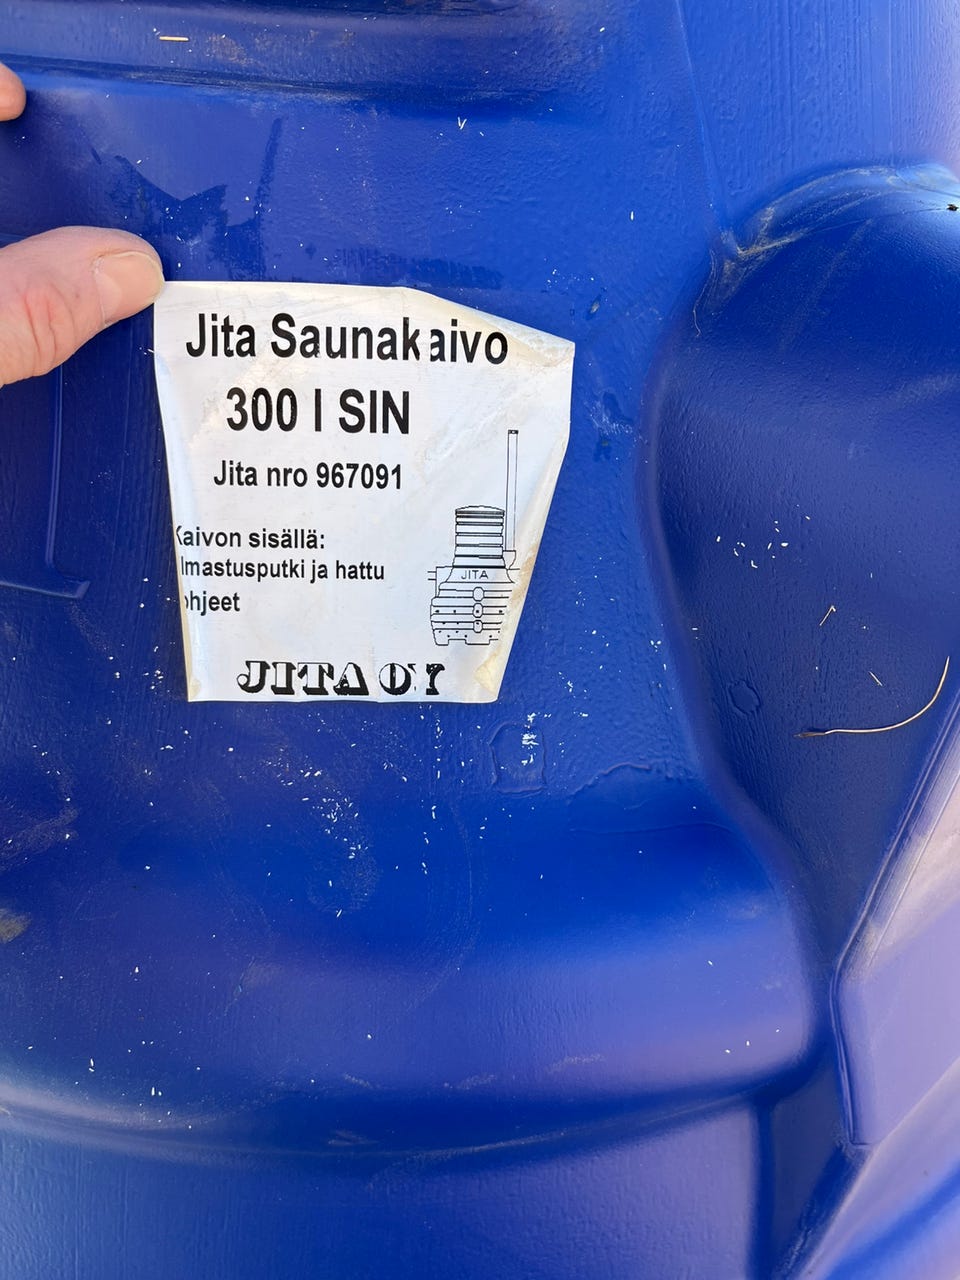 Jita Saunakaivo
300 l SIN
Jita nro 967091
Kaivon sisällä:
lmastusputki ja hattu
ohjeet
JITA
JITA OY